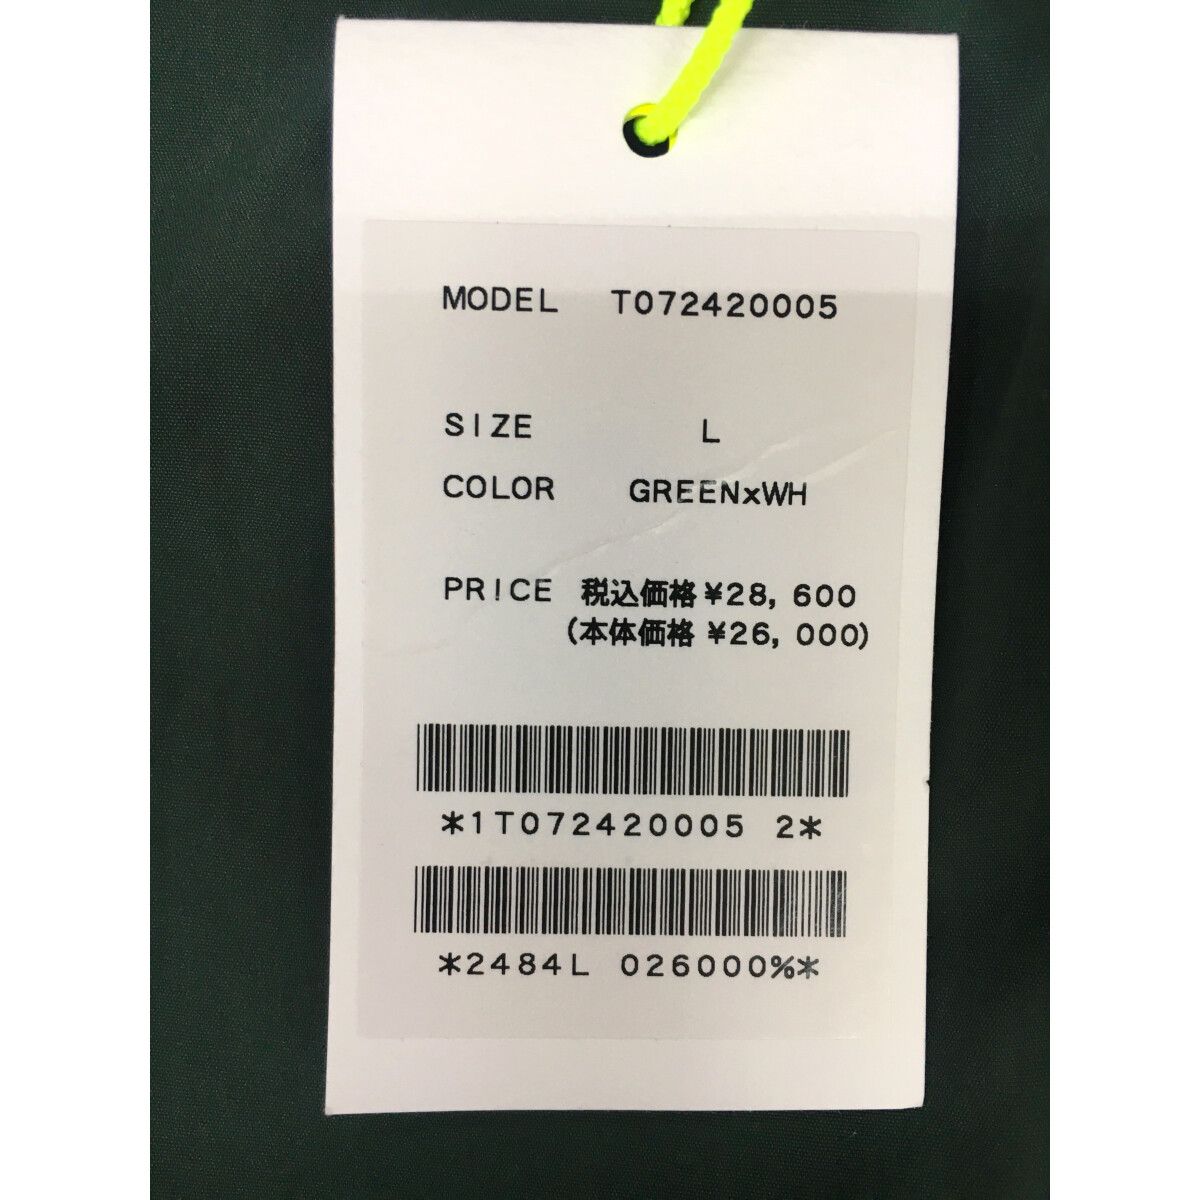 MODEL T072420005
SIZE L
COLOR GREENxWH
PRICE 税込価格 ¥28,600
(本体価格 ¥26,000)
*1T072420005 2*
*2484L 026000%*